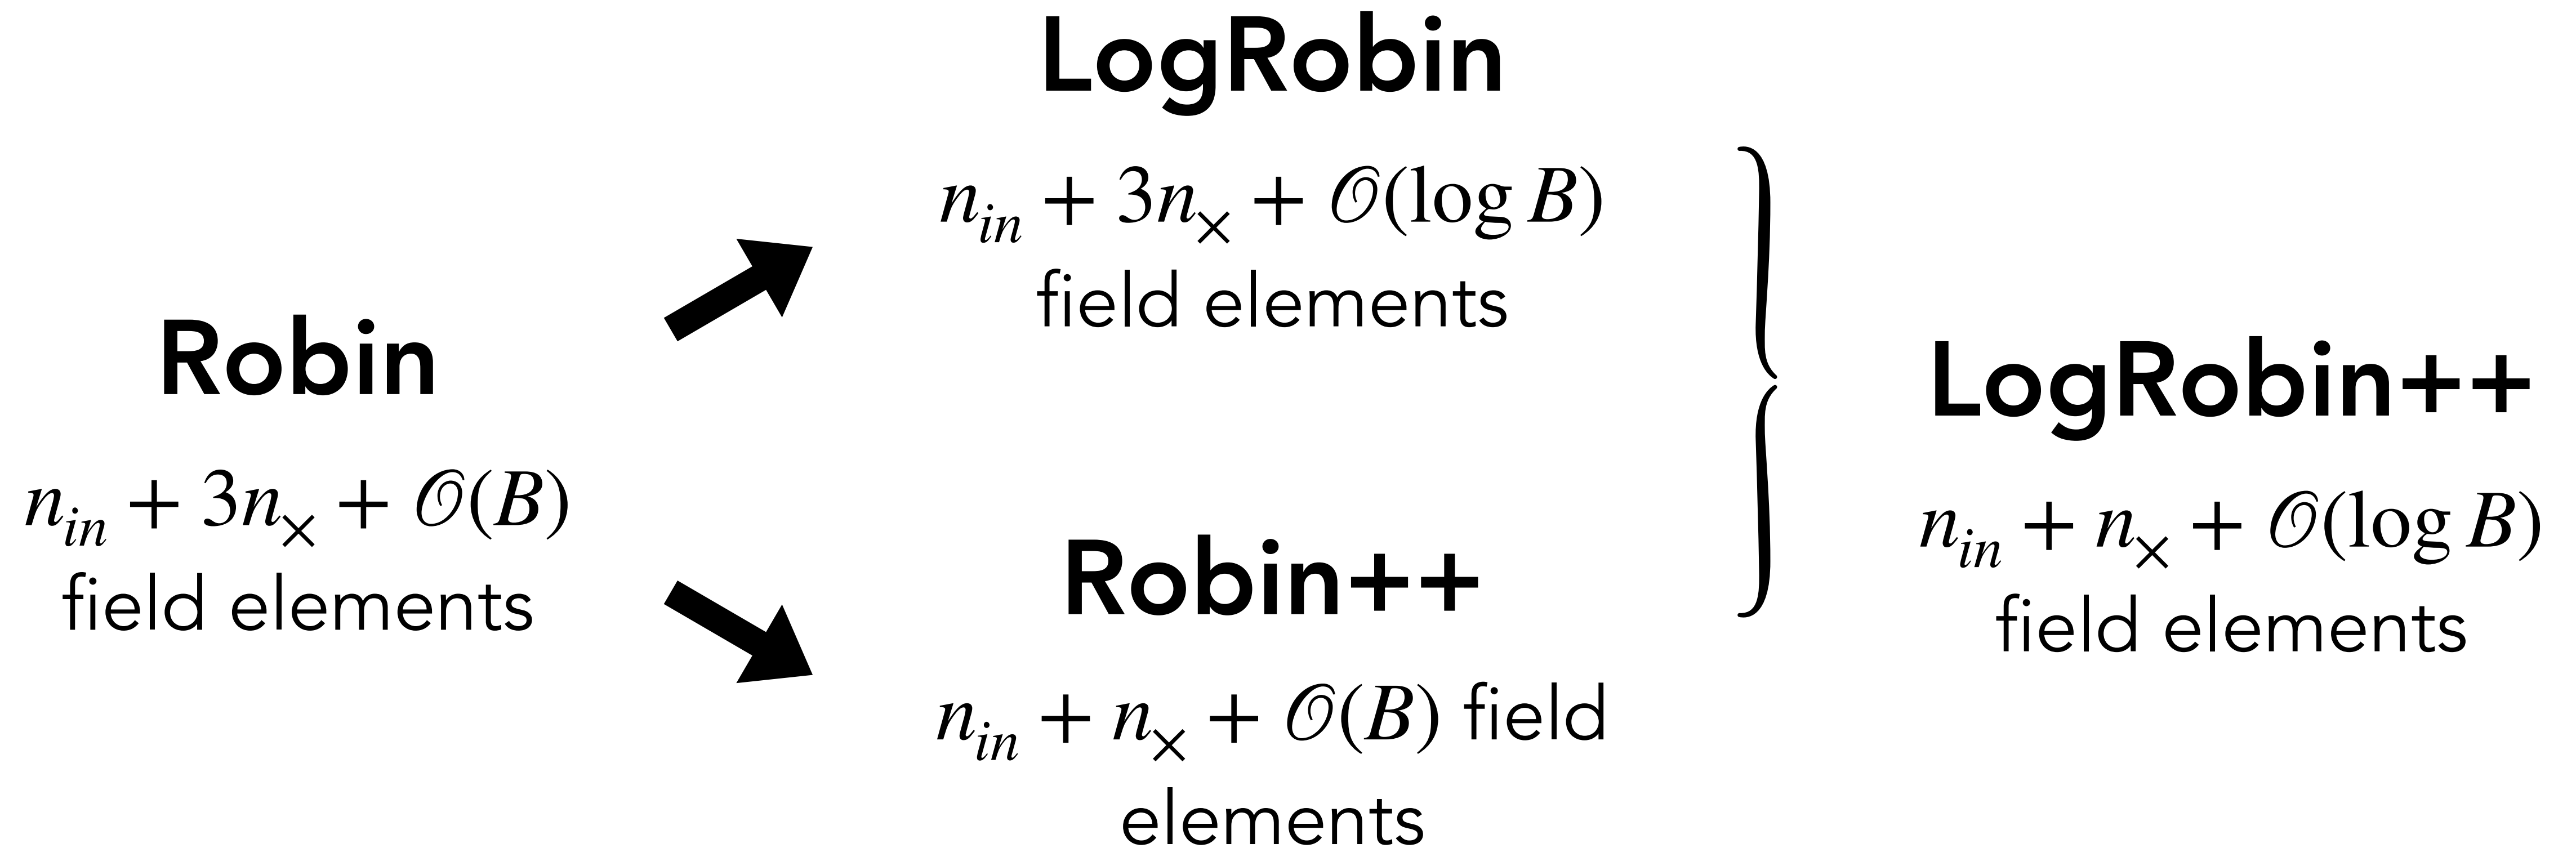 LogRobin
n_in + 3n_× + 𝒪(log B)
field elements
Robin
n_in + 3n_× + 𝒪(B)
field elements
Robin++
n_in + n_× + 𝒪(B) field
elements
LogRobin++
n_in + n_× + 𝒪(log B)
field elements